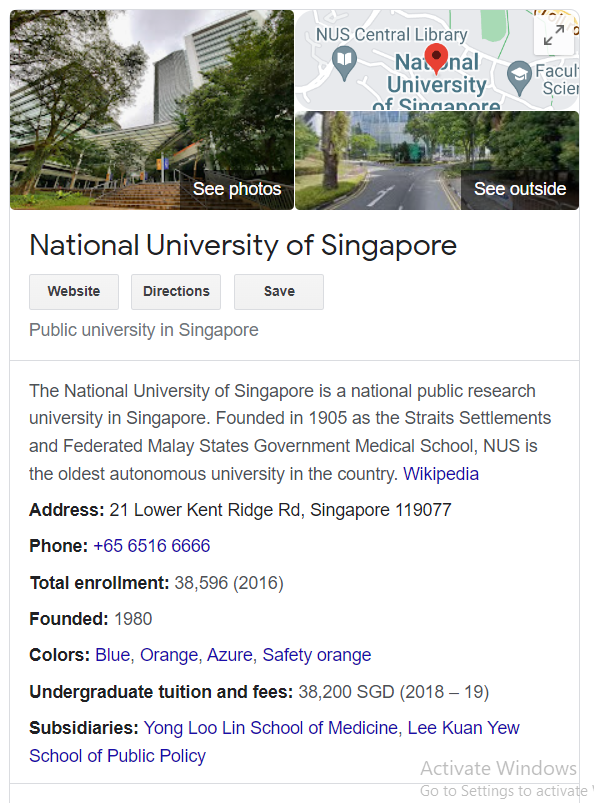 NUS Central Library
National
University
of Singapore
Facul
Scien
See photos
See outside
National University of Singapore
Website
Directions
Save
Public university in Singapore
The National University of Singapore is a national public research
university in Singapore. Founded in 1905 as the Straits Settlements
and Federated Malay States Government Medical School, NUS is
the oldest autonomous university in the country. Wikipedia
Address: 21 Lower Kent Ridge Rd, Singapore 119077
Phone: +65 6516 6666
Total enrollment: 38,596 (2016)
Founded: 1980
Colors: Blue, Orange, Azure, Safety orange
Undergraduate tuition and fees: 38,200 SGD (2018 – 19)
Subsidiaries: Yong Loo Lin School of Medicine, Lee Kuan Yew
School of Public Policy
Activate Windows
Go to Settings to activate